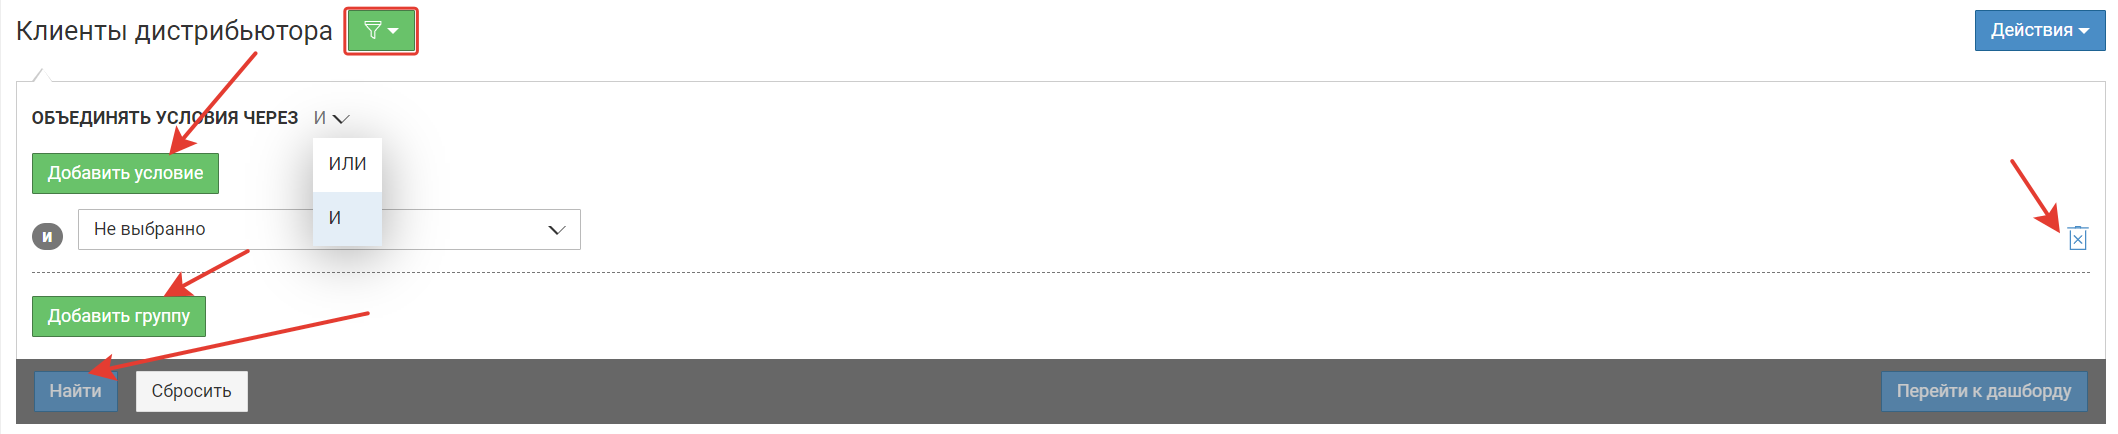 Клиенты дистрибьютора
Действия
ОБЪЕДИНЯТЬ УСЛОВИЯ ЧЕРЕЗ И
ИЛИ
И
Добавить условие
и Не выбранно
Добавить группу
Найти Сбросить Перейти к дашборду